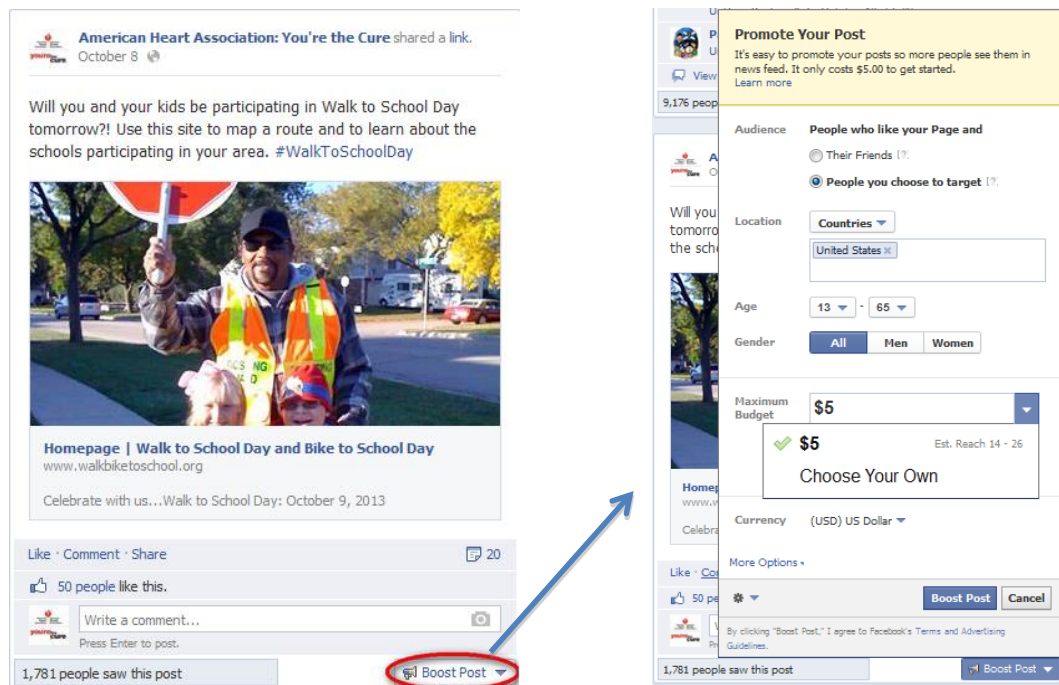 American Heart Association: You're the Cure shared a link.
October 8
Will you and your kids be participating in Walk to School Day
tomorrow?! Use this site to map a route and to learn about the
schools participating in your area. #WalkToSchoolDay
Homepage | Walk to School Day and Bike to School Day
www.walkbiketoschool.org
Celebrate with us...Walk to School Day: October 9, 2013
Like · Comment · Share
20
50 people like this.
Write a comment...
Press Enter to post.
1,781 people saw this post
Boost Post
View
9,176 peop
Will you
tomorro
the sch
Homep
www.w
Celebra
Like · Co
50 pe
1,781 people saw this post
Boost Post
Promote Your Post
It's easy to promote your posts so more people see them in
news feed. It only costs $5.00 to get started.
Learn more
Audience
People who like your Page and
Their Friends [?]
People you choose to target [?]
Location
Countries
United States ×
Age
13 - 65
Gender
All Men Women
Maximum
Budget
$5
$5 Est. Reach 14 - 26
Choose Your Own
Currency
(USD) US Dollar
More Options
Boost Post Cancel
By clicking "Boost Post," I agree to Facebook's Terms and Advertising
Guidelines.